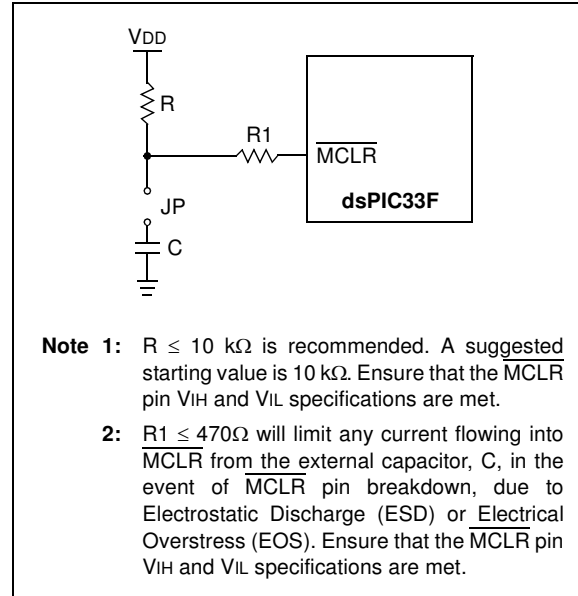 VDD
R
R1
MCLR
JP
dsPIC33F
C
Note 1: R ≤ 10 kΩ is recommended. A suggested
starting value is 10 kΩ. Ensure that the MCLR
pin VIH and VIL specifications are met.
2: R1 ≤ 470Ω will limit any current flowing into
MCLR from the external capacitor, C, in the
event of MCLR pin breakdown, due to
Electrostatic Discharge (ESD) or Electrical
Overstress (EOS). Ensure that the MCLR pin
VIH and VIL specifications are met.